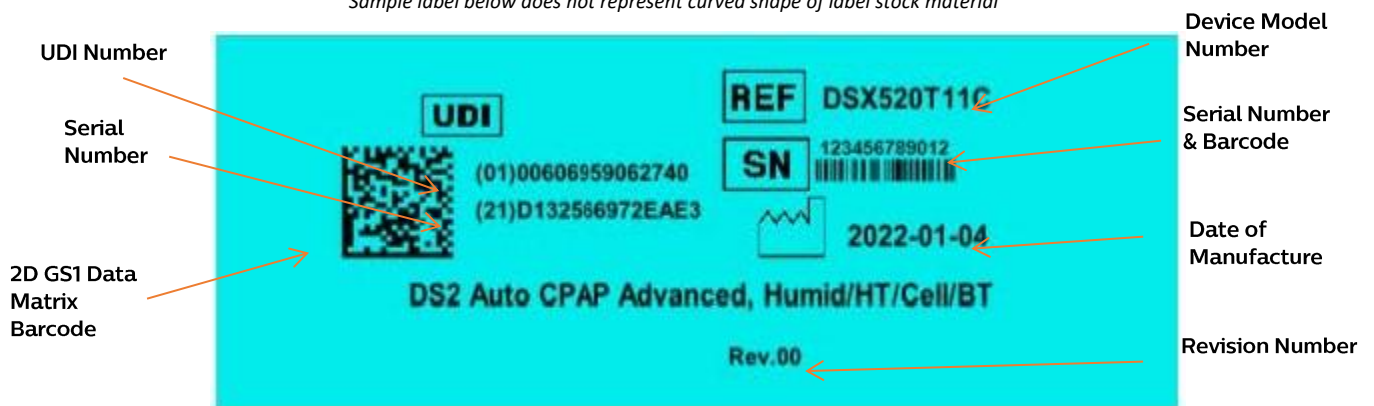 Sample label below does not represent curved shape of label stock material
Device Model
Number
UDI Number
REF DSX520T11C
UDI
Serial
Number
Serial Number
& Barcode
SN 123456789012
(01)00606959062740
(21)D132566972EAE3
2022-01-04
Date of
Manufacture
2D GS1 Data
Matrix
Barcode
DS2 Auto CPAP Advanced, Humid/HT/Cell/BT
Rev.00
Revision Number